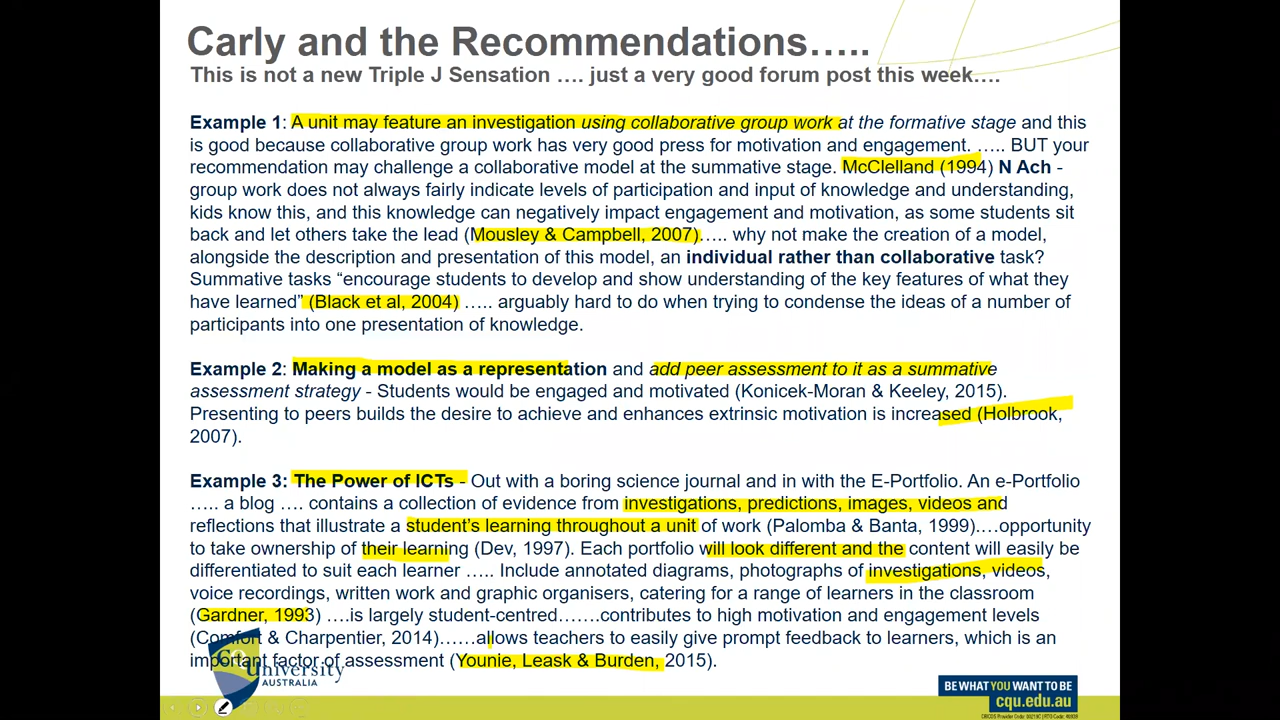 Carly and the Recommendations…..
This is not a new Triple J Sensation …. just a very good forum post this week….
Example 1: A unit may feature an investigation using collaborative group work at the formative stage and this
is good because collaborative group work has very good press for motivation and engagement. ….. BUT your
recommendation may challenge a collaborative model at the summative stage. McClelland (1994) N Ach -
group work does not always fairly indicate levels of participation and input of knowledge and understanding,
kids know this, and this knowledge can negatively impact engagement and motivation, as some students sit
back and let others take the lead (Mousley & Campbell, 2007)….. why not make the creation of a model,
alongside the description and presentation of this model, an individual rather than collaborative task?
Summative tasks “encourage students to develop and show understanding of the key features of what they
have learned” (Black et al, 2004) ….. arguably hard to do when trying to condense the ideas of a number of
participants into one presentation of knowledge.
Example 2: Making a model as a representation and add peer assessment to it as a summative
assessment strategy - Students would be engaged and motivated (Konicek-Moran & Keeley, 2015).
Presenting to peers builds the desire to achieve and enhances extrinsic motivation is increased (Holbrook,
2007).
Example 3: The Power of ICTs - Out with a boring science journal and in with the E-Portfolio. An e-Portfolio
….. a blog …. contains a collection of evidence from investigations, predictions, images, videos and
reflections that illustrate a student’s learning throughout a unit of work (Palomba & Banta, 1999)….opportunity
to take ownership of their learning (Dev, 1997). Each portfolio will look different and the content will easily be
differentiated to suit each learner ….. Include annotated diagrams, photographs of investigations, videos,
voice recordings, written work and graphic organisers, catering for a range of learners in the classroom
(Gardner, 1993) ….is largely student-centred…….contributes to high motivation and engagement levels
(Comfort & Charpentier, 2014)……allows teachers to easily give prompt feedback to learners, which is an
important factor of assessment (Younie, Leask & Burden, 2015).
CQUniversity
AUSTRALIA
BE WHAT YOU WANT TO BE
cqu.edu.au